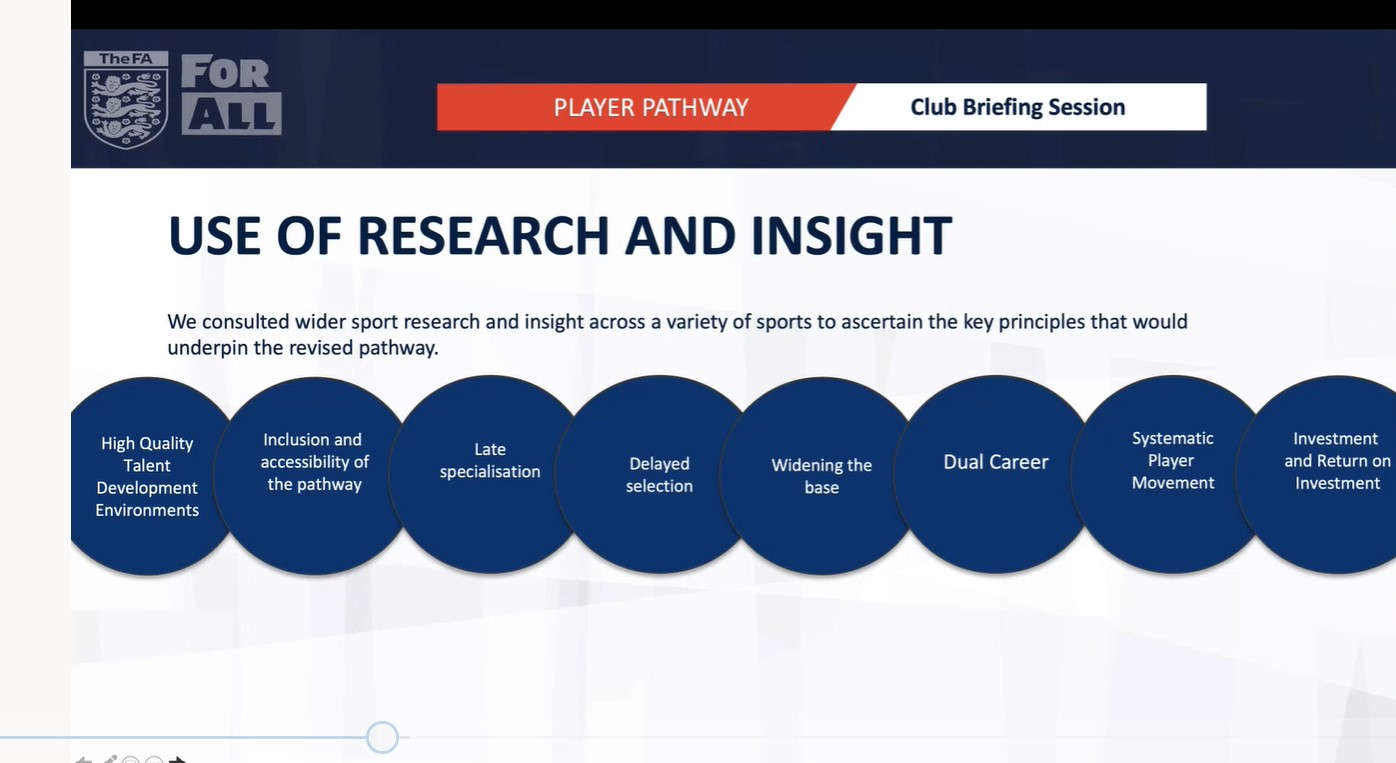 The FA
FOR
ALL
PLAYER PATHWAY
Club Briefing Session
USE OF RESEARCH AND INSIGHT
We consulted wider sport research and insight across a variety of sports to ascertain the key principles that would
underpin the revised pathway.
High Quality
Talent
Development
Environments
Inclusion and
accessibility of
the pathway
Late
specialisation
Delayed
selection
Widening the
base
Dual Career
Systematic
Player
Movement
Investment
and Return on
Investment